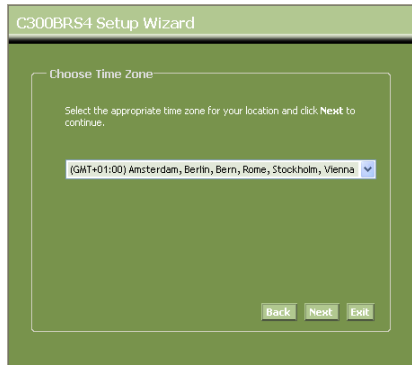 C300BRS4 Setup Wizard
Choose Time Zone
Select the appropriate time zone for your location and click Next to
continue.
(GMT+01:00) Amsterdam, Berlin, Bern, Rome, Stockholm, Vienna
Back Next Exit